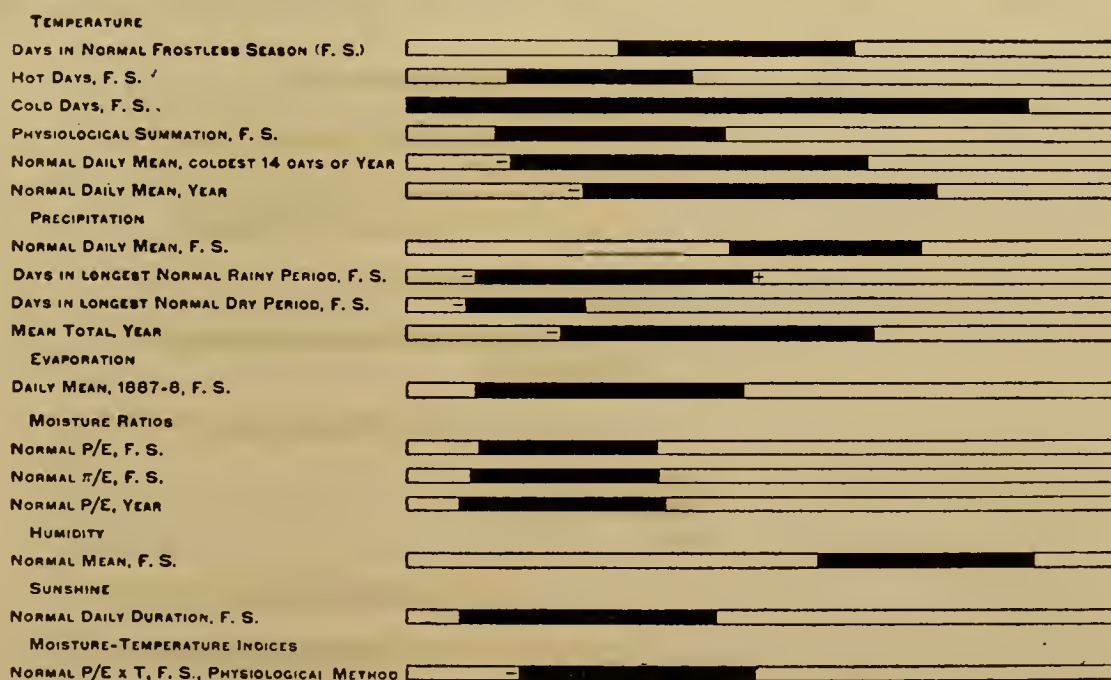 TEMPERATURE
DAYS IN NORMAL FROSTLESS SEASON (F. S.)
HOT DAYS, F. S.
COLD DAYS, F. S.
PHYSIOLOGICAL SUMMATION, F. S.
NORMAL DAILY MEAN, COLDEST 14 DAYS OF YEAR -
NORMAL DAILY MEAN, YEAR -
PRECIPITATION
NORMAL DAILY MEAN, F. S.
DAYS IN LONGEST NORMAL RAINY PERIOD, F. S. - +
DAYS IN LONGEST NORMAL DRY PERIOD, F. S. -
MEAN TOTAL, YEAR -
EVAPORATION
DAILY MEAN, 1887-8, F. S.
MOISTURE RATIOS
NORMAL P/E, F. S.
NORMAL π/E, F. S.
NORMAL P/E, YEAR
HUMIDITY
NORMAL MEAN, F. S.
SUNSHINE
NORMAL DAILY DURATION, F. S.
MOISTURE-TEMPERATURE INDICES
NORMAL P/E x T, F. S., PHYSIOLOGICAL METHOD -